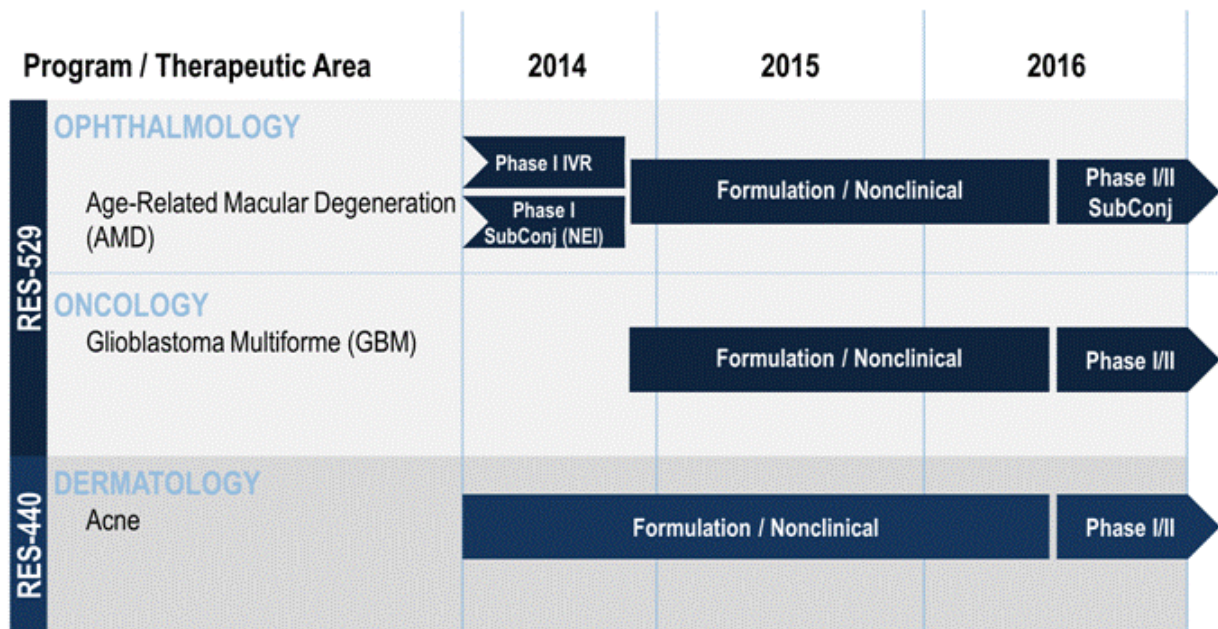 Program / Therapeutic Area
2014
2015
2016
RES-529
OPHTHALMOLOGY
Age-Related Macular Degeneration
(AMD)
Phase I IVR
Phase I
SubConj (NEI)
Formulation / Nonclinical
Phase I/II
SubConj
ONCOLOGY
Glioblastoma Multiforme (GBM)
Formulation / Nonclinical
Phase I/II
RES-440
DERMATOLOGY
Acne
Formulation / Nonclinical
Phase I/II